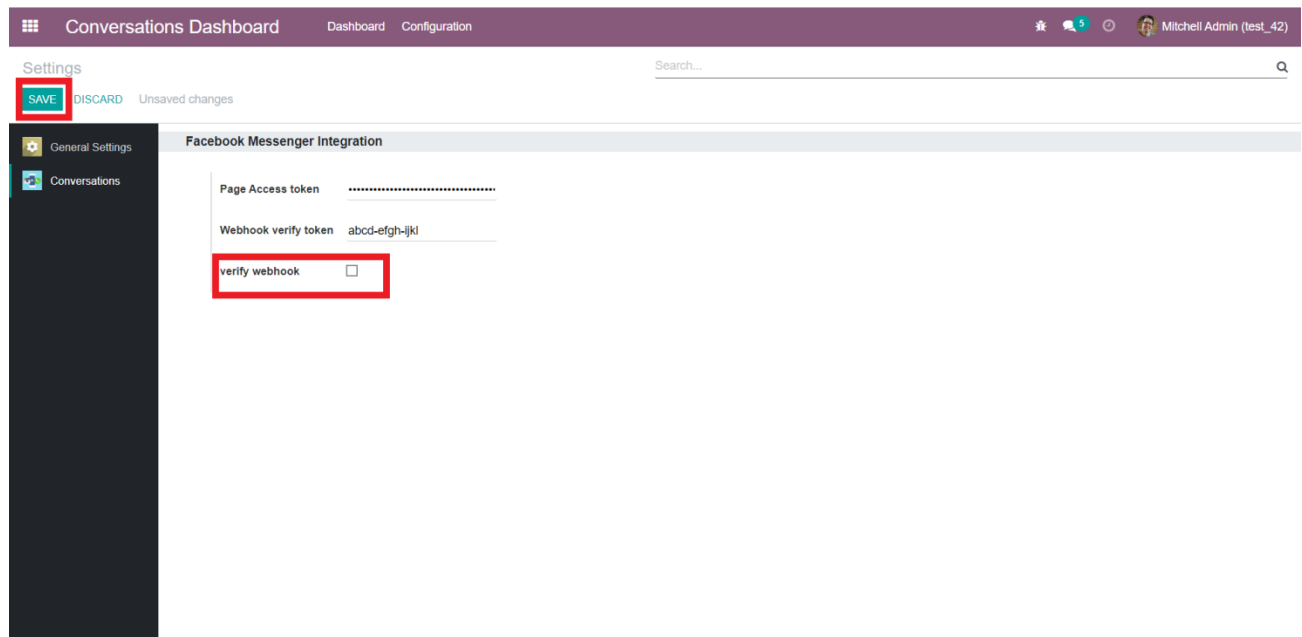 Conversations Dashboard Dashboard Configuration 5 Mitchell Admin (test_42)
Settings Search...
SAVE DISCARD Unsaved changes
General Settings
Conversations
Facebook Messenger Integration
Page Access token ••••••••••••••••••••••••••••••••••••
Webhook verify token abcd-efgh-ijkl
verify webhook